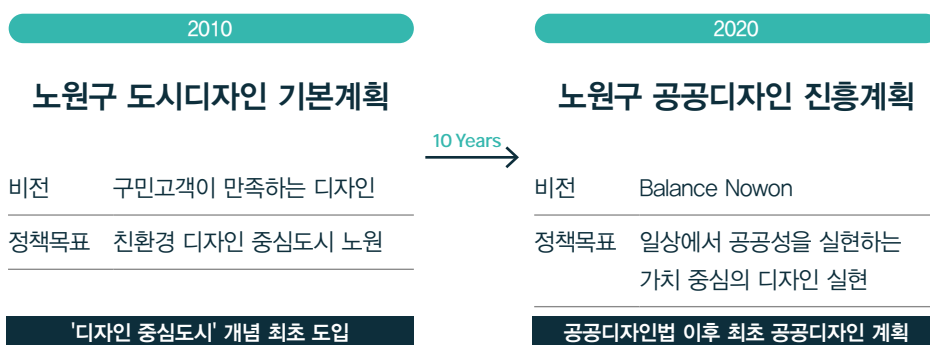 2010
노원구 도시디자인 기본계획
비전 구민고객이 만족하는 디자인
정책목표 친환경 디자인 중심도시 노원
'디자인 중심도시' 개념 최초 도입
10 Years
2020
노원구 공공디자인 진흥계획
비전 Balance Nowon
정책목표 일상에서 공공성을 실현하는
가치 중심의 디자인 실현
공공디자인법 이후 최초 공공디자인 계획